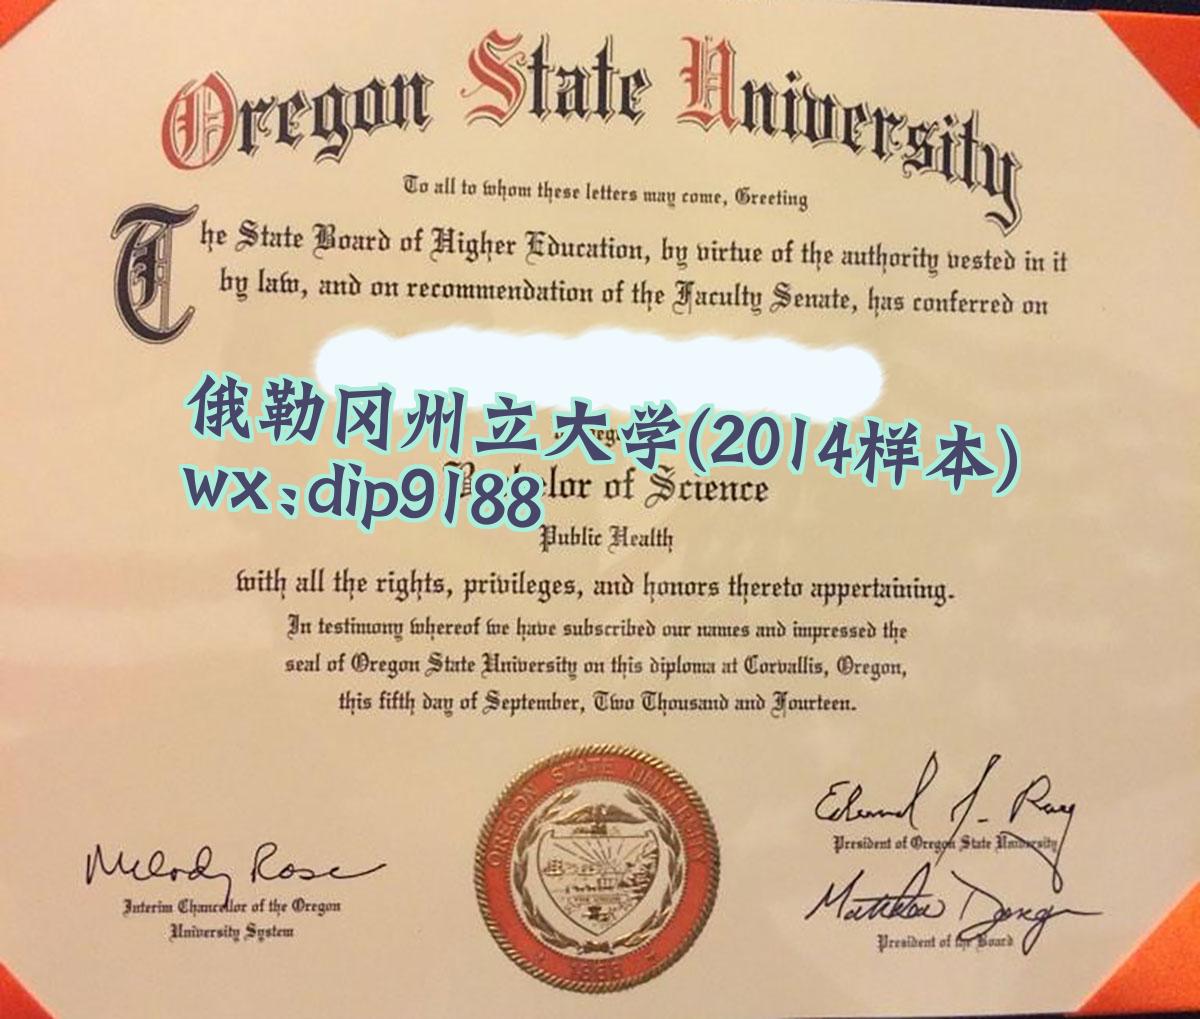 Oregon State University
To all to whom these letters may come, Greeting
The State Board of Higher Education, by virtue of the authority vested in it
by law, and on recommendation of the Faculty Senate, has conferred on
俄勒冈州立大学(2014样本)
wx:dip9188
Bachelor of Science
Public Health
with all the rights, privileges, and honors thereto appertaining.
In testimony whereof we have subscribed our names and impressed the
seal of Oregon State University on this diploma at Corvallis, Oregon,
this fifth day of September, Two Thousand and Fourteen.
OREGON STATE UNIVERSITY
1868
Melody Rose
Interim Chancellor of the Oregon
University System
Edward J. Ray
President of Oregon State University
President of the Board